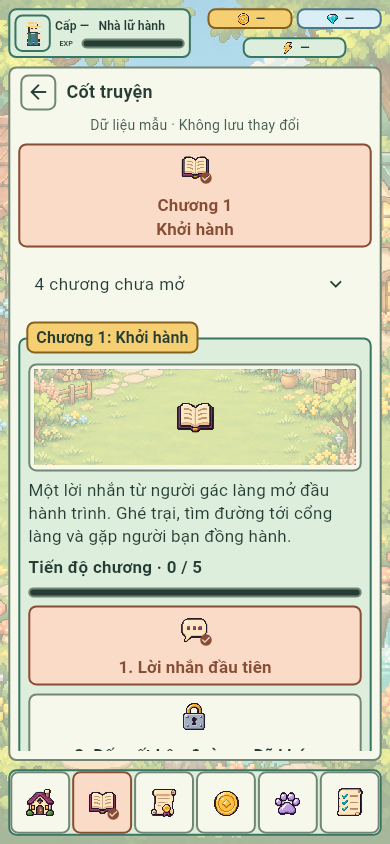 Cấp — Nhà lữ hành
EXP
—
—
—
Cốt truyện
Dữ liệu mẫu · Không lưu thay đổi
Chương 1
Khởi hành
4 chương chưa mở
Chương 1: Khởi hành
Một lời nhắn từ người gác làng mở đầu
hành trình. Ghé trại, tìm đường tới cổng
làng và gặp người bạn đồng hành.
Tiến độ chương · 0 / 5
1. Lời nhắn đầu tiên